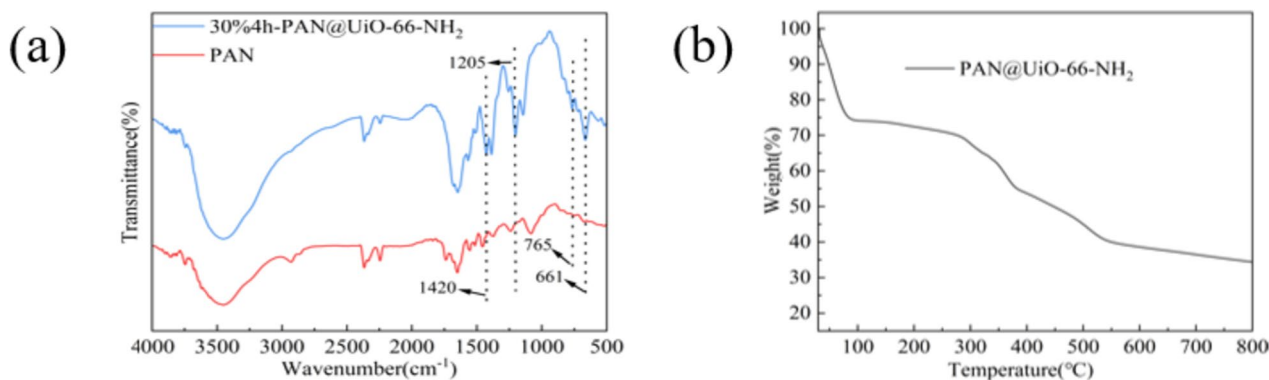 (a)
30%4h-PAN@UiO-66-NH₂
PAN
1205
765
661
1420
Transmittance(%)
4000 3500 3000 2500 2000 1500 1000 500
Wavenumber(cm⁻¹)
(b)
PAN@UiO-66-NH₂
Weight(%)
100
90
80
70
60
50
40
30
20
100 200 300 400 500 600 700 800
Temperature(℃)